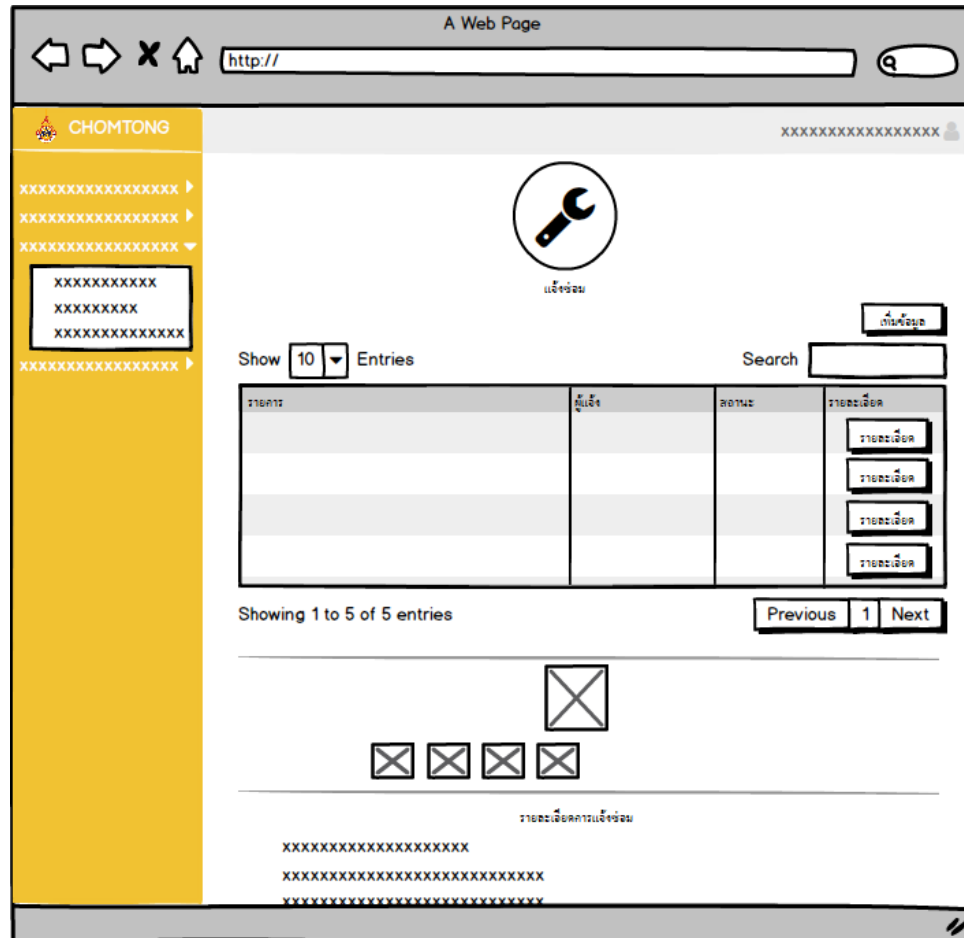 A Web Page
http://
CHOMTONG
xxxxxxxxxxxxxxxxx
xxxxxxxxxxxxxxxxx
xxxxxxxxxxxxxxxxx
xxxxxxxxxxxxxxxxx
xxxxxxxxxxx
xxxxxxxxx
xxxxxxxxxxxxxx
xxxxxxxxxxxxxxxxx
แจ้งซ่อม
เพิ่มข้อมูล
Show 10 Entries Search
รายการ ผู้แจ้ง สถานะ รายละเอียด
รายละเอียด
รายละเอียด
รายละเอียด
รายละเอียด
Showing 1 to 5 of 5 entries Previous 1 Next
รายละเอียดการแจ้งซ่อม
xxxxxxxxxxxxxxxxxxxx
xxxxxxxxxxxxxxxxxxxxxxxxxxxx
xxxxxxxxxxxxxxxxxxxxxxxxxxxx